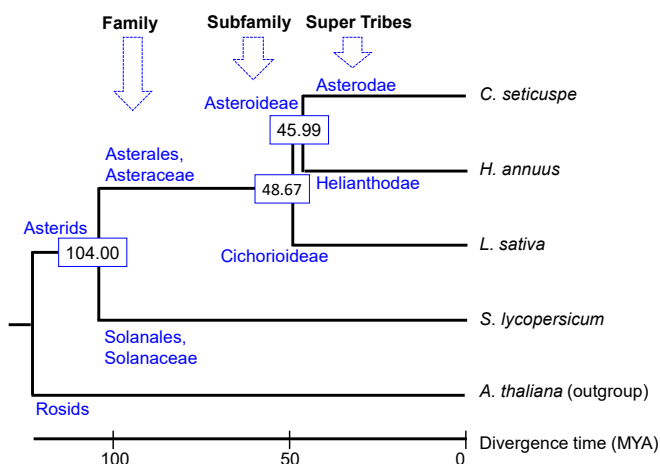 Family Subfamily Super Tribes
Asterodae
C. seticuspe
Asteroideae
45.99
Asterales,
Asteraceae
H. annuus
48.67
Helianthodae
Asterids
104.00
L. sativa
Cichorioideae
S. lycopersicum
Solanales,
Solanaceae
A. thaliana (outgroup)
Rosids
100 50 0
Divergence time (MYA)